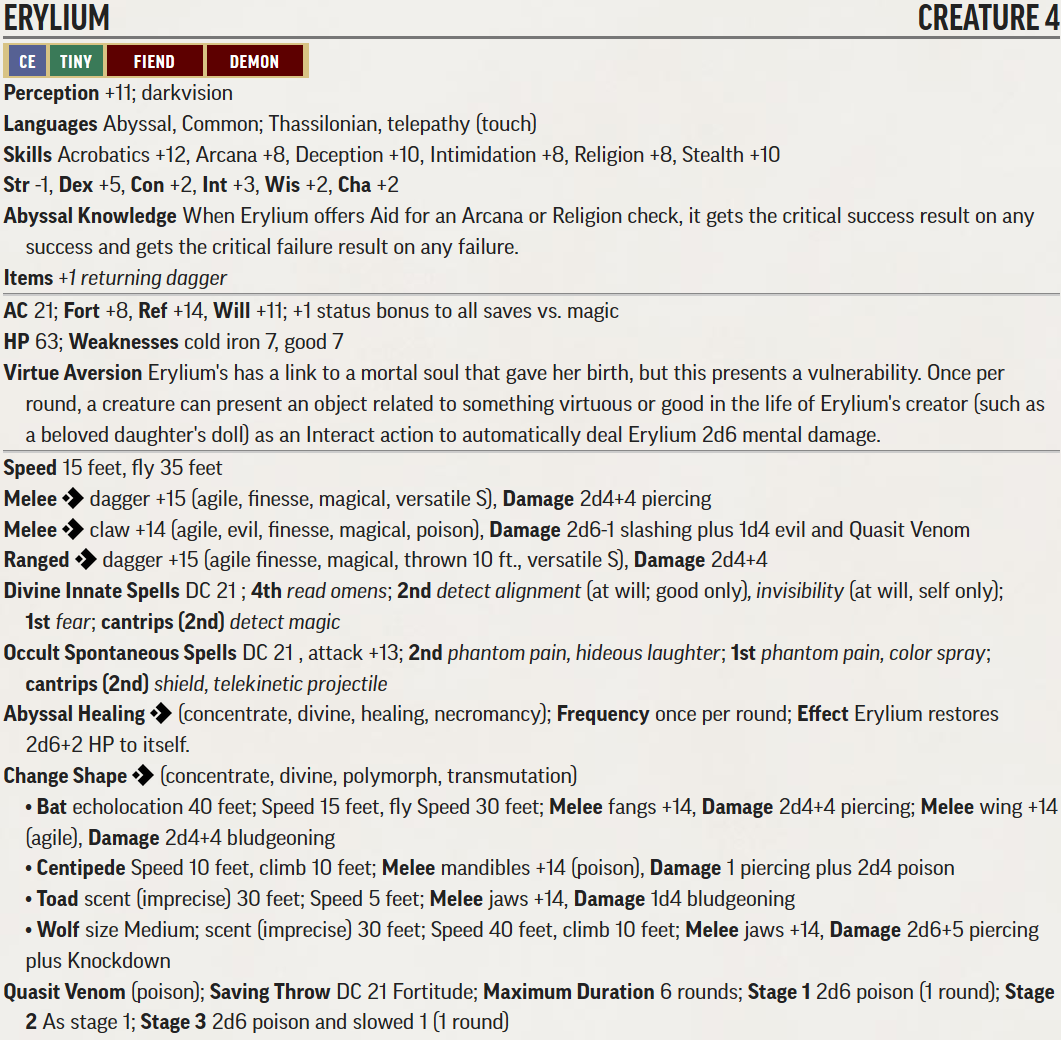 ERYLIUM CREATURE 4
CE TINY FIEND DEMON
Perception +11; darkvision
Languages Abyssal, Common; Thassilonian, telepathy (touch)
Skills Acrobatics +12, Arcana +8, Deception +10, Intimidation +8, Religion +8, Stealth +10
Str -1, Dex +5, Con +2, Int +3, Wis +2, Cha +2
Abyssal Knowledge When Erylium offers Aid for an Arcana or Religion check, it gets the critical success result on any
success and gets the critical failure result on any failure.
Items +1 returning dagger
AC 21; Fort +8, Ref +14, Will +11; +1 status bonus to all saves vs. magic
HP 63; Weaknesses cold iron 7, good 7
Virtue Aversion Erylium's has a link to a mortal soul that gave her birth, but this presents a vulnerability. Once per
round, a creature can present an object related to something virtuous or good in the life of Erylium's creator (such as
a beloved daughter's doll) as an Interact action to automatically deal Erylium 2d6 mental damage.
Speed 15 feet, fly 35 feet
Melee dagger +15 (agile, finesse, magical, versatile S), Damage 2d4+4 piercing
Melee claw +14 (agile, evil, finesse, magical, poison), Damage 2d6-1 slashing plus 1d4 evil and Quasit Venom
Ranged dagger +15 (agile finesse, magical, thrown 10 ft., versatile S), Damage 2d4+4
Divine Innate Spells DC 21 ; 4th read omens; 2nd detect alignment (at will; good only), invisibility (at will, self only);
1st fear; cantrips (2nd) detect magic
Occult Spontaneous Spells DC 21 , attack +13; 2nd phantom pain, hideous laughter; 1st phantom pain, color spray;
cantrips (2nd) shield, telekinetic projectile
Abyssal Healing (concentrate, divine, healing, necromancy); Frequency once per round; Effect Erylium restores
2d6+2 HP to itself.
Change Shape (concentrate, divine, polymorph, transmutation)
• Bat echolocation 40 feet; Speed 15 feet, fly Speed 30 feet; Melee fangs +14, Damage 2d4+4 piercing; Melee wing +14
(agile), Damage 2d4+4 bludgeoning
• Centipede Speed 10 feet, climb 10 feet; Melee mandibles +14 (poison), Damage 1 piercing plus 2d4 poison
• Toad scent (imprecise) 30 feet; Speed 5 feet; Melee jaws +14, Damage 1d4 bludgeoning
• Wolf size Medium; scent (imprecise) 30 feet; Speed 40 feet, climb 10 feet; Melee jaws +14, Damage 2d6+5 piercing
plus Knockdown
Quasit Venom (poison); Saving Throw DC 21 Fortitude; Maximum Duration 6 rounds; Stage 1 2d6 poison (1 round); Stage
2 As stage 1; Stage 3 2d6 poison and slowed 1 (1 round)